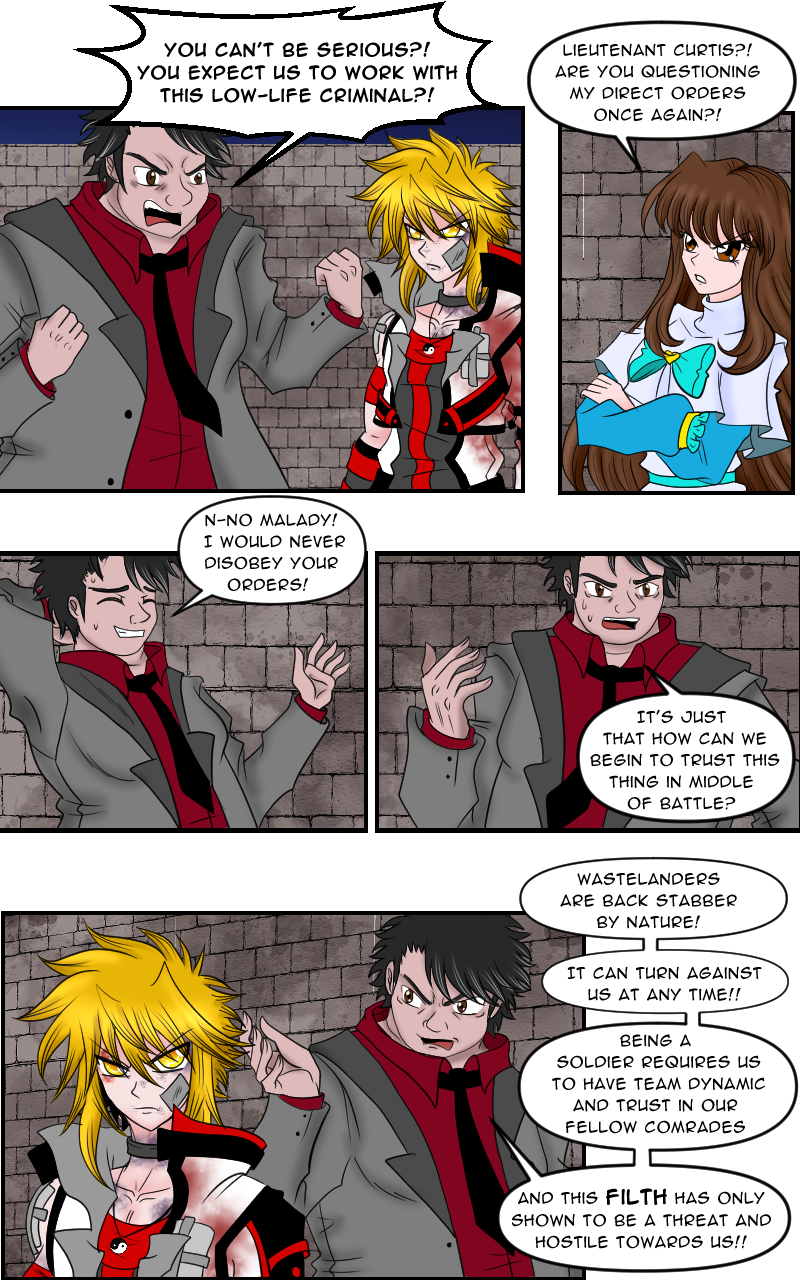 YOU CAN'T BE SERIOUS?!
YOU EXPECT US TO WORK WITH
THIS LOW-LIFE CRIMINAL?!
LIEUTENANT CURTIS?!
ARE YOU QUESTIONING
MY DIRECT ORDERS
ONCE AGAIN?!
N-NO MALADY!
I WOULD NEVER
DISOBEY YOUR
ORDERS!
IT'S JUST
THAT HOW CAN WE
BEGIN TO TRUST THIS
THING IN MIDDLE
OF BATTLE?
WASTELANDERS
ARE BACK STABBER
BY NATURE!
IT CAN TURN AGAINST
US AT ANY TIME!!
BEING A
SOLDIER REQUIRES US
TO HAVE TEAM DYNAMIC
AND TRUST IN OUR
FELLOW COMRADES
AND THIS FILTH HAS ONLY
SHOWN TO BE A THREAT AND
HOSTILE TOWARDS US!!